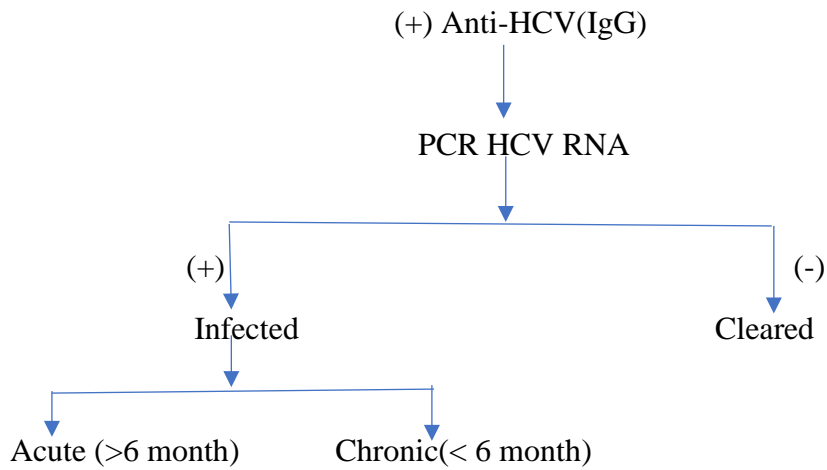 (+) Anti-HCV(IgG)
PCR HCV RNA
(+)
(-)
Infected
Cleared
Acute (>6 month)
Chronic(< 6 month)